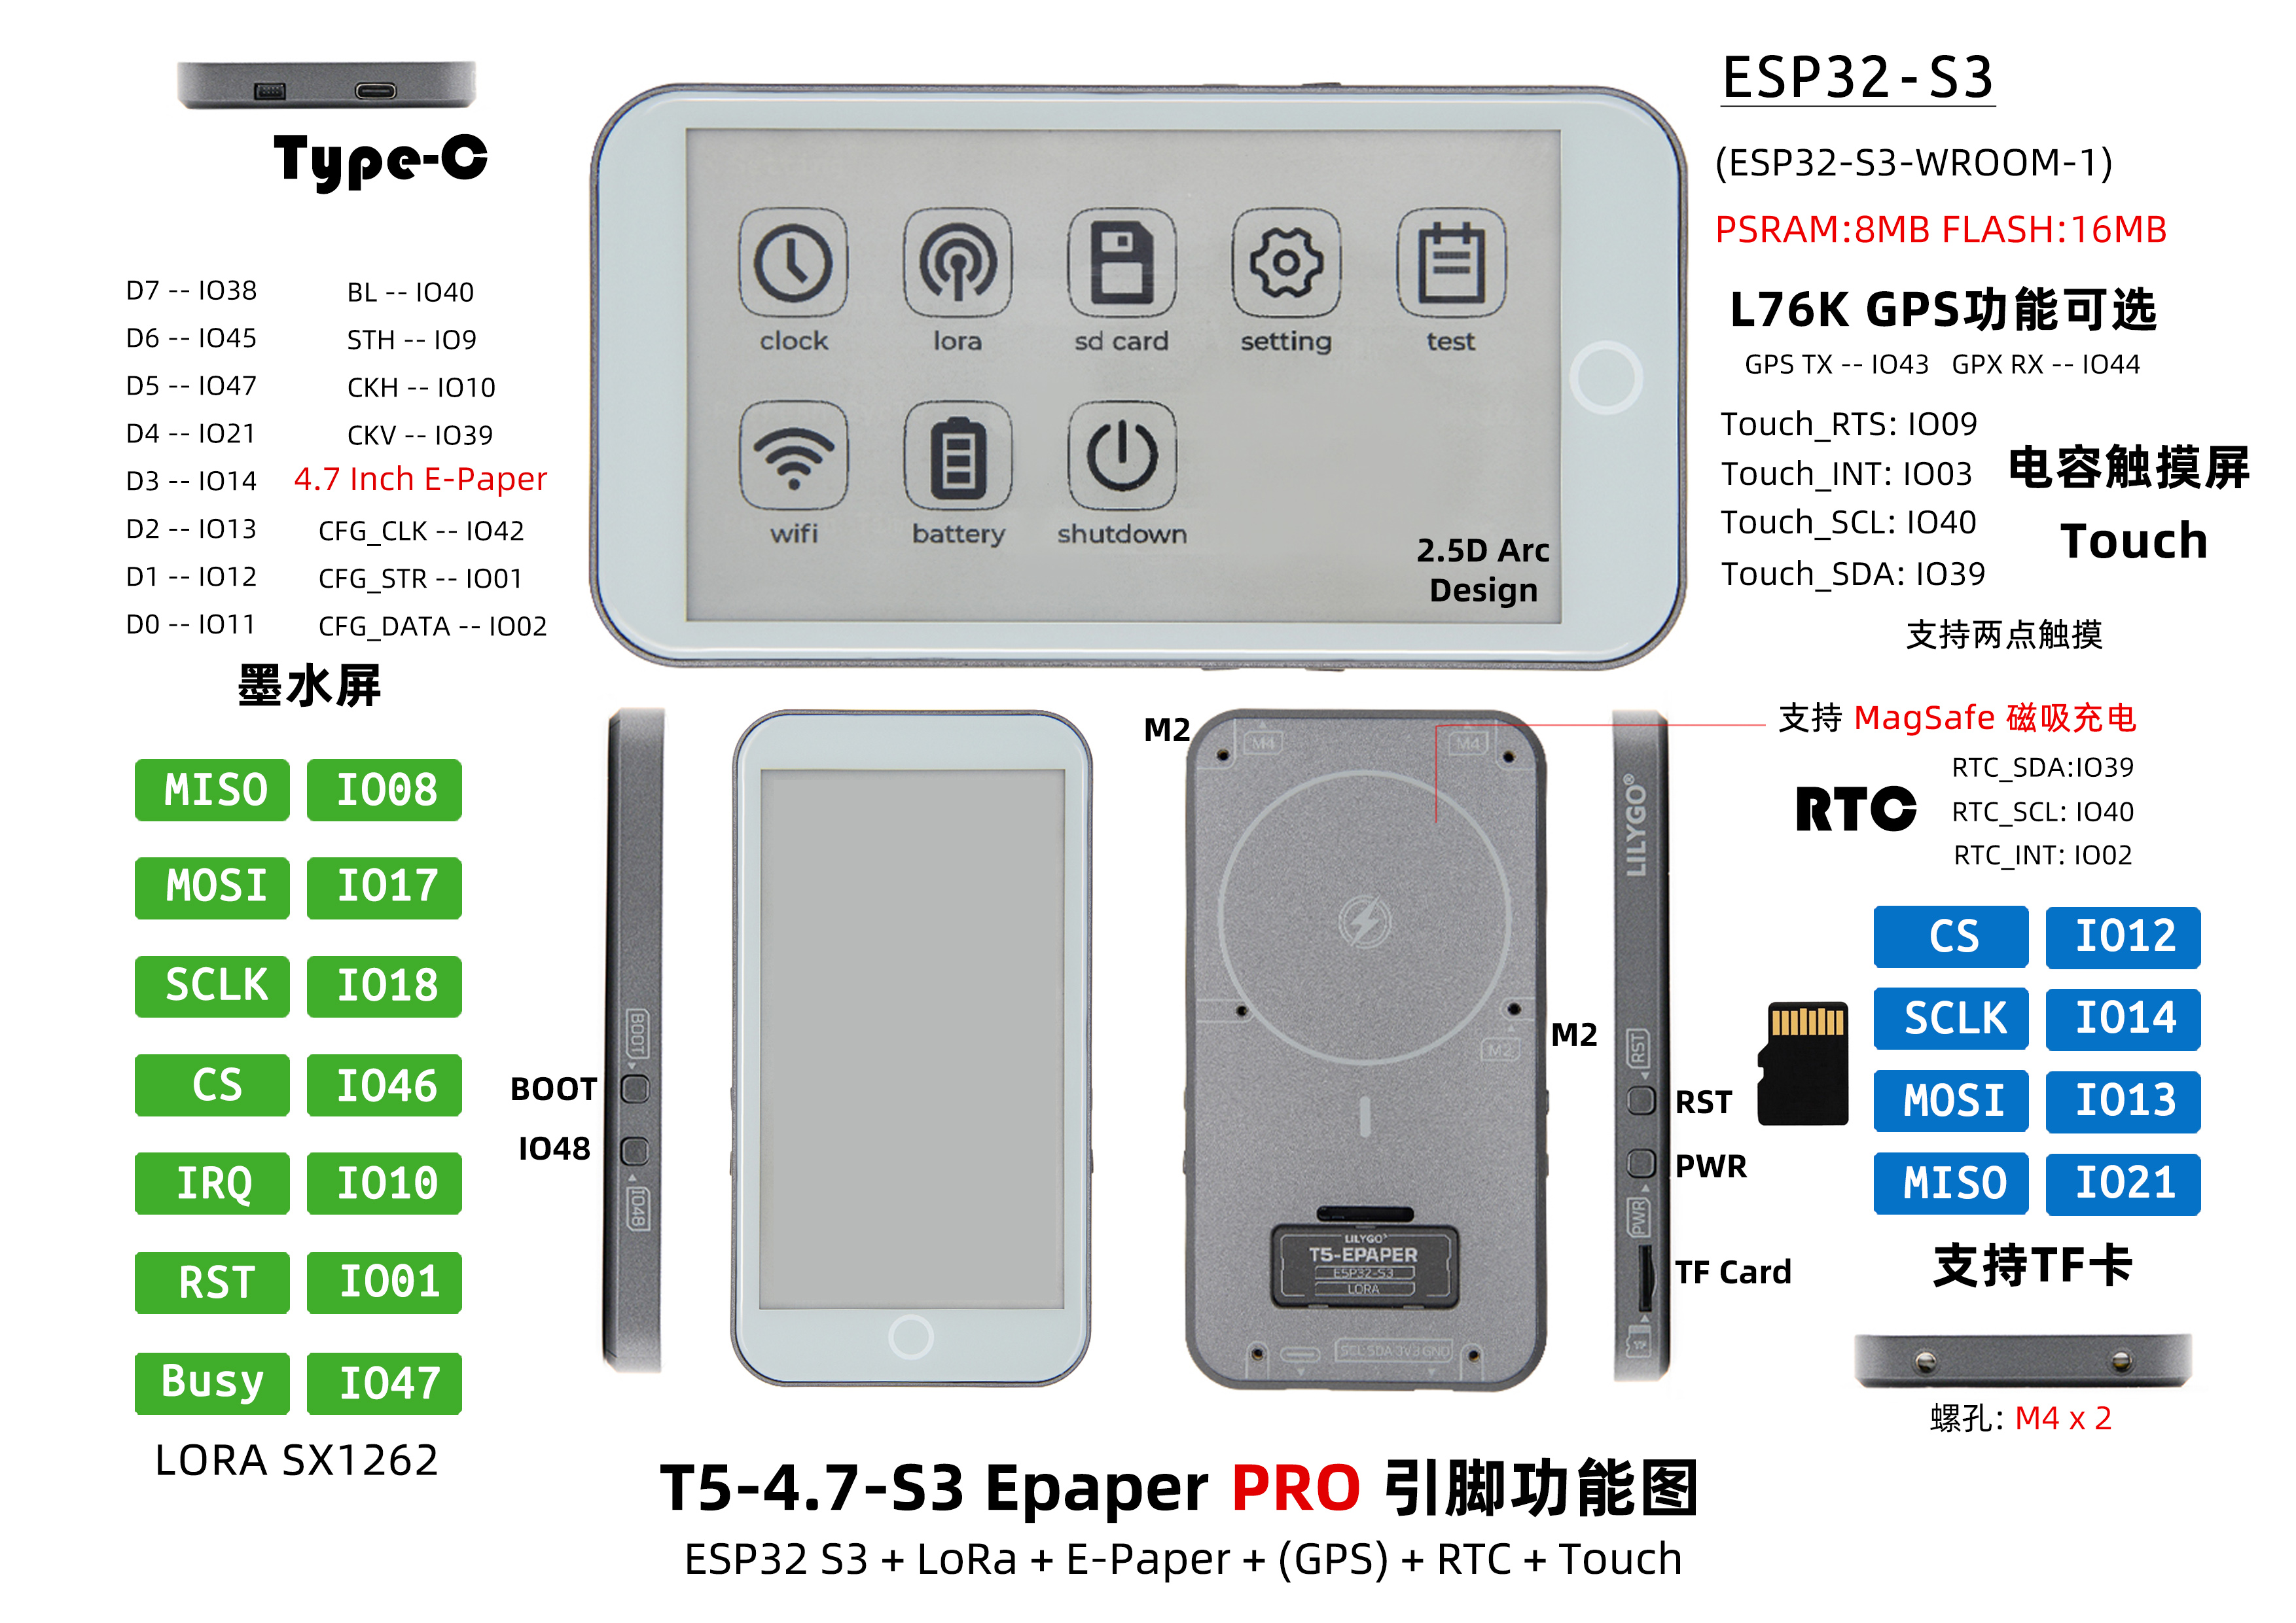 Type-C
D7 -- IO38
D6 -- IO45
D5 -- IO47
D4 -- IO21
D3 -- IO14
D2 -- IO13
D1 -- IO12
D0 -- IO11
BL -- IO40
STH -- IO9
CKH -- IO10
CKV -- IO39
4.7 Inch E-Paper
CFG_CLK -- IO42
CFG_STR -- IO01
CFG_DATA -- IO02
墨水屏
MISO IO08
MOSI IO17
SCLK IO18
CS IO46
IRQ IO10
RST IO01
Busy IO47
LORA SX1262
clock
lora
sd card
setting
test
wifi
battery
shutdown
2.5D Arc
Design
ESP32-S3
(ESP32-S3-WROOM-1)
PSRAM:8MB FLASH:16MB
L76K GPS功能可选
GPS TX -- IO43 GPX RX -- IO44
Touch_RTS: IO09
Touch_INT: IO03
Touch_SCL: IO40
Touch_SDA: IO39
电容触摸屏
Touch
支持两点触摸
支持 MagSafe 磁吸充电
RTC
RTC_SDA:IO39
RTC_SCL: IO40
RTC_INT: IO02
CS IO12
SCLK IO14
MOSI IO13
MISO IO21
支持TF卡
螺孔: M4 x 2
BOOT
IO48
BOOT
IO48
M2
M4
M4
M2
M2
LILYGO®
T5-EPAPER
ESP32-S3
LORA
SCL SDA 3V3 GND
LILYGO®
RST
PWR
TF
RST
PWR
TF Card
T5-4.7-S3 Epaper PRO 引脚功能图
ESP32 S3 + LoRa + E-Paper + (GPS) + RTC + Touch